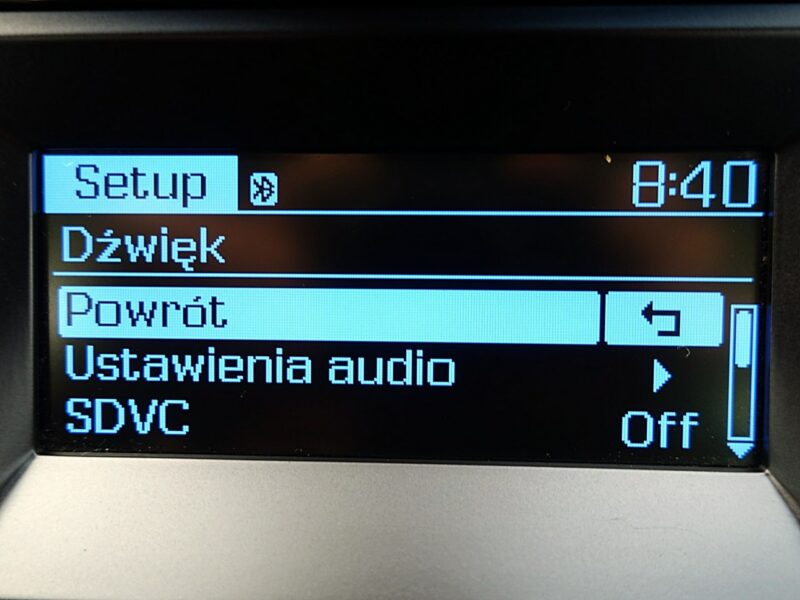 Setup 8:40
Dźwięk
Powrót
Ustawienia audio
SDVC Off